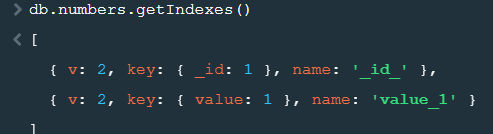 > db.numbers.getIndexes()
< [
{ v: 2, key: { _id: 1 }, name: '_id_' },
{ v: 2, key: { value: 1 }, name: 'value_1' }
]